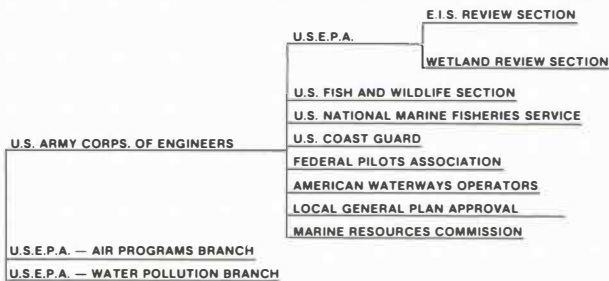 E.I.S. REVIEW SECTION
U.S.E.P.A.
WETLAND REVIEW SECTION
U.S. FISH AND WILDLIFE SECTION
U.S. NATIONAL MARINE FISHERIES SERVICE
U.S. ARMY CORPS. OF ENGINEERS
U.S. COAST GUARD
FEDERAL PILOTS ASSOCIATION
AMERICAN WATERWAYS OPERATORS
LOCAL GENERAL PLAN APPROVAL
MARINE RESOURCES COMMISSION
U.S.E.P.A. — AIR PROGRAMS BRANCH
U.S.E.P.A. — WATER POLLUTION BRANCH